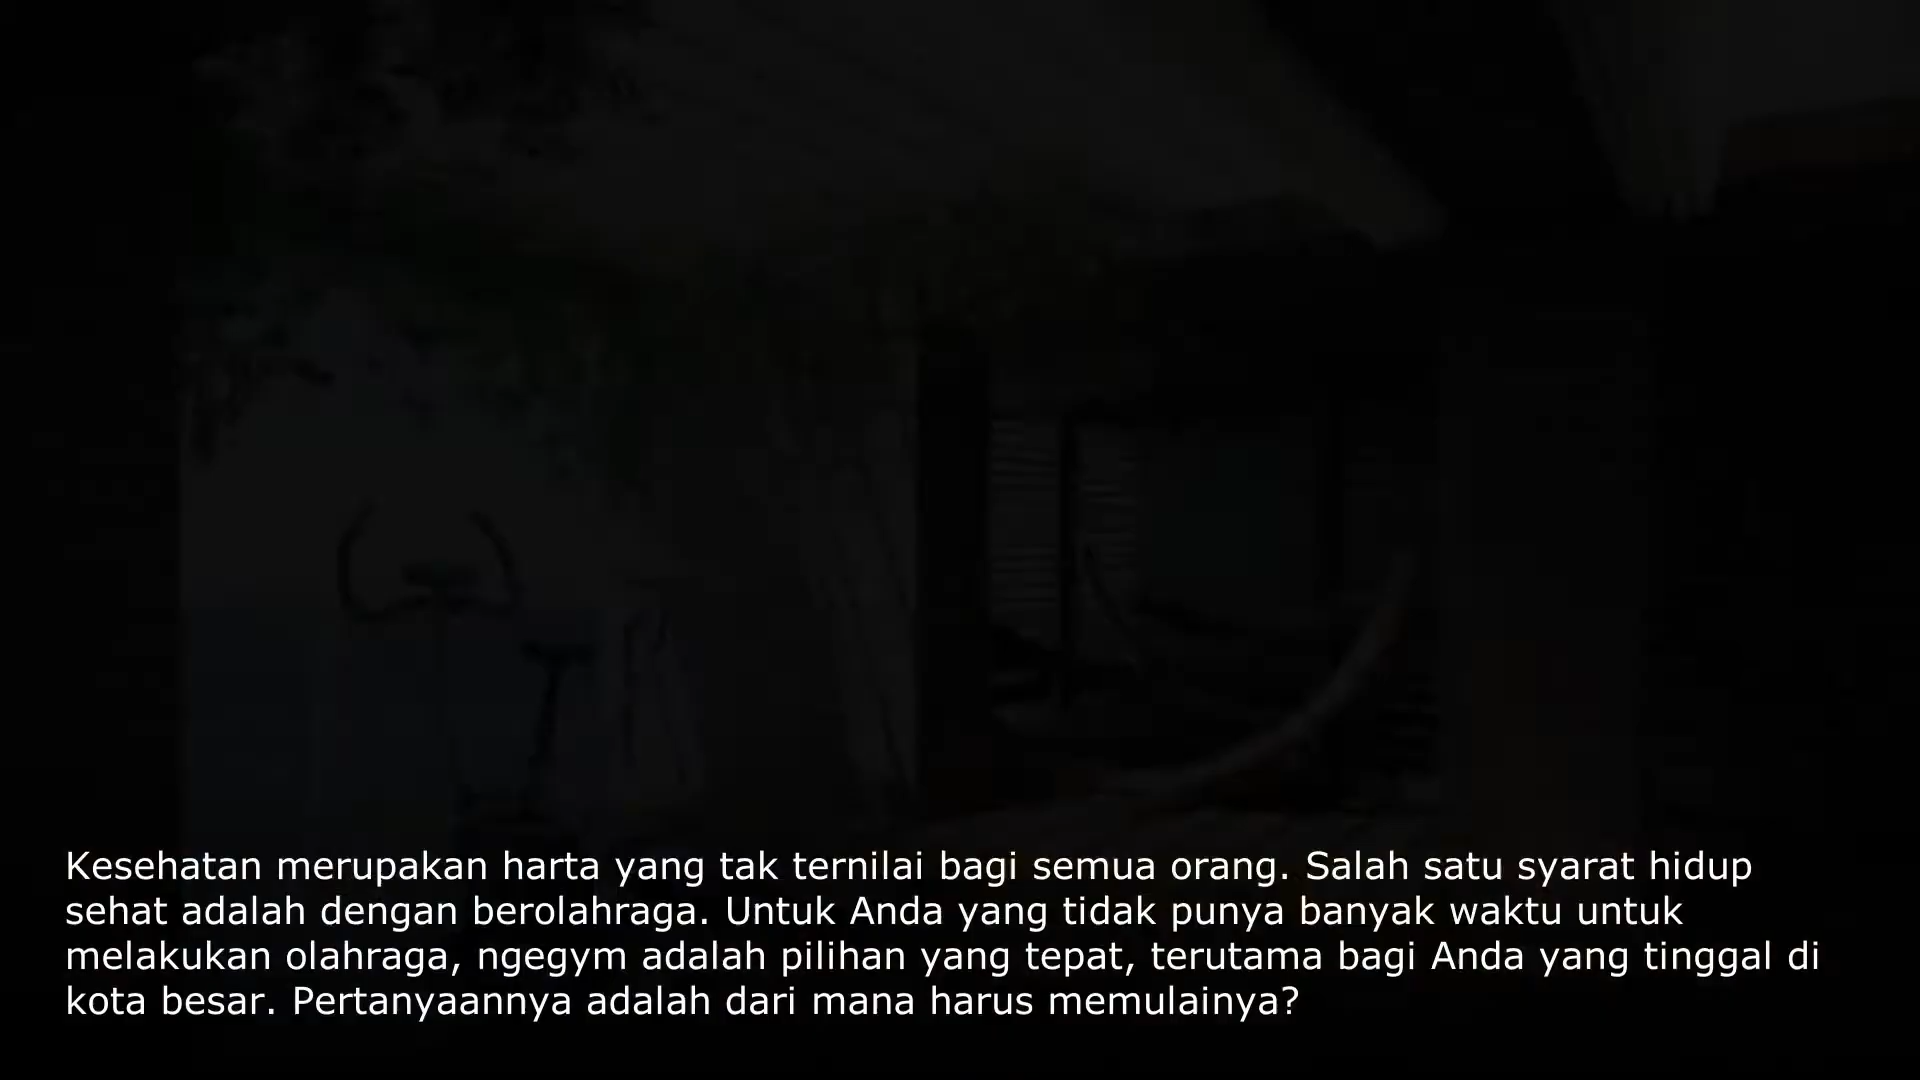 Kesehatan merupakan harta yang tak ternilai bagi semua orang. Salah satu syarat hidup
sehat adalah dengan berolahraga. Untuk Anda yang tidak punya banyak waktu untuk
melakukan olahraga, ngegym adalah pilihan yang tepat, terutama bagi Anda yang tinggal di
kota besar. Pertanyaannya adalah dari mana harus memulainya?